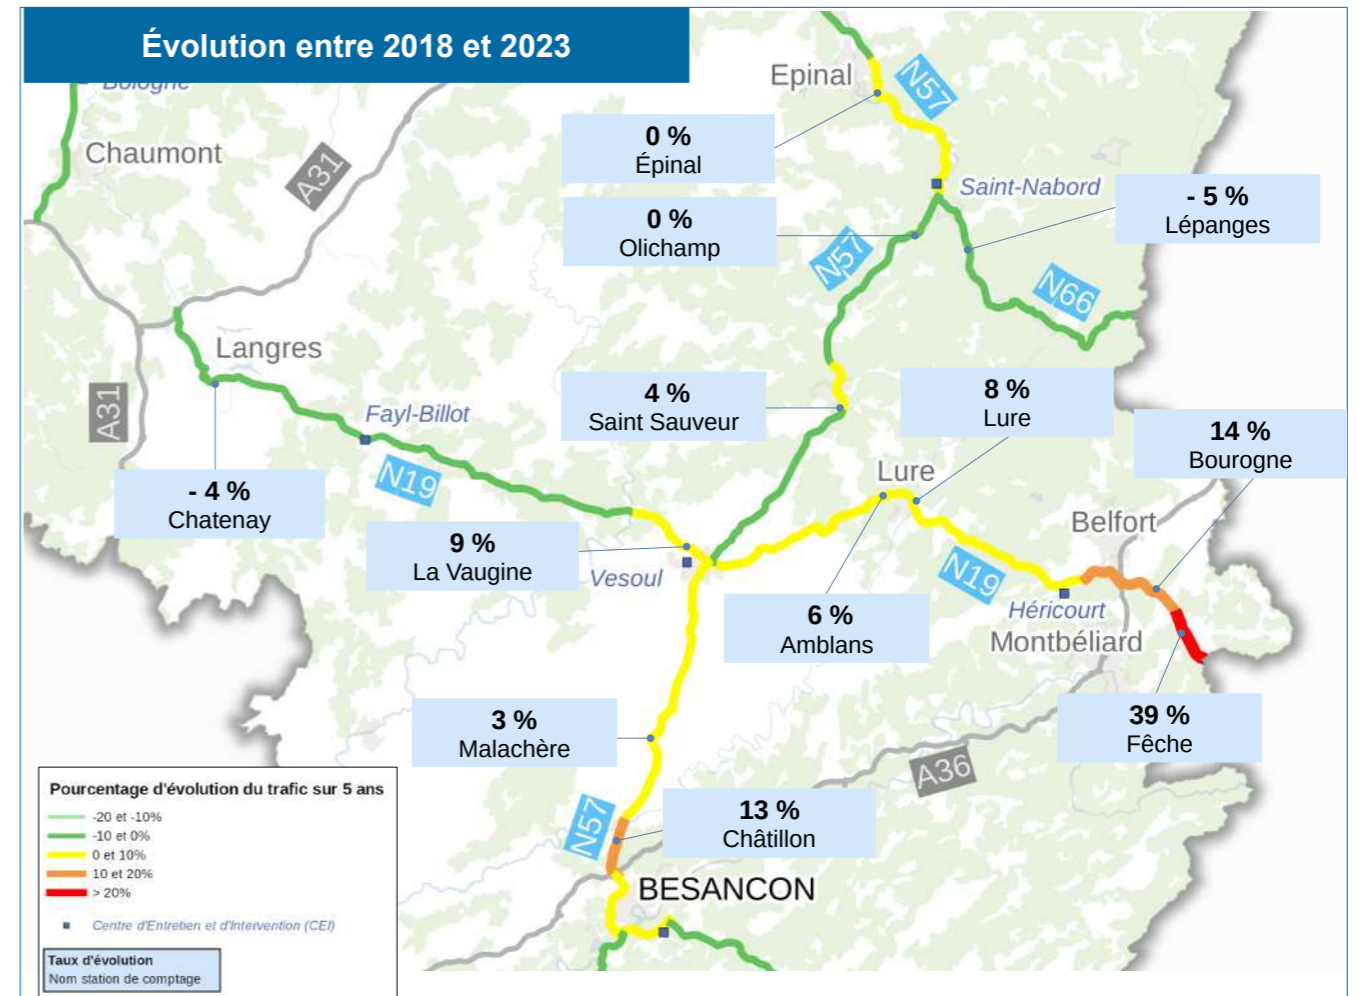 Évolution entre 2018 et 2023
Bologne
Epinal
N57
Chaumont
A31
0 %
Épinal
Saint-Nabord
- 5 %
Lépanges
0 %
Olichamp
N57
N66
Langres
A31
Fayl-Billot
4 %
Saint Sauveur
8 %
Lure
14 %
Bourogne
N19
- 4 %
Chatenay
Lure
Belfort
9 %
La Vaugine
Vesoul
N19
Héricourt
6 %
Amblans
Montbéliard
3 %
Malachère
39 %
Fêche
A36
N57
13 %
Châtillon
BESANCON
Pourcentage d'évolution du trafic sur 5 ans
-20 et -10%
-10 et 0%
0 et 10%
10 et 20%
> 20%
Centre d'Entretien et d'Intervention (CEI)
Taux d'évolution
Nom station de comptage